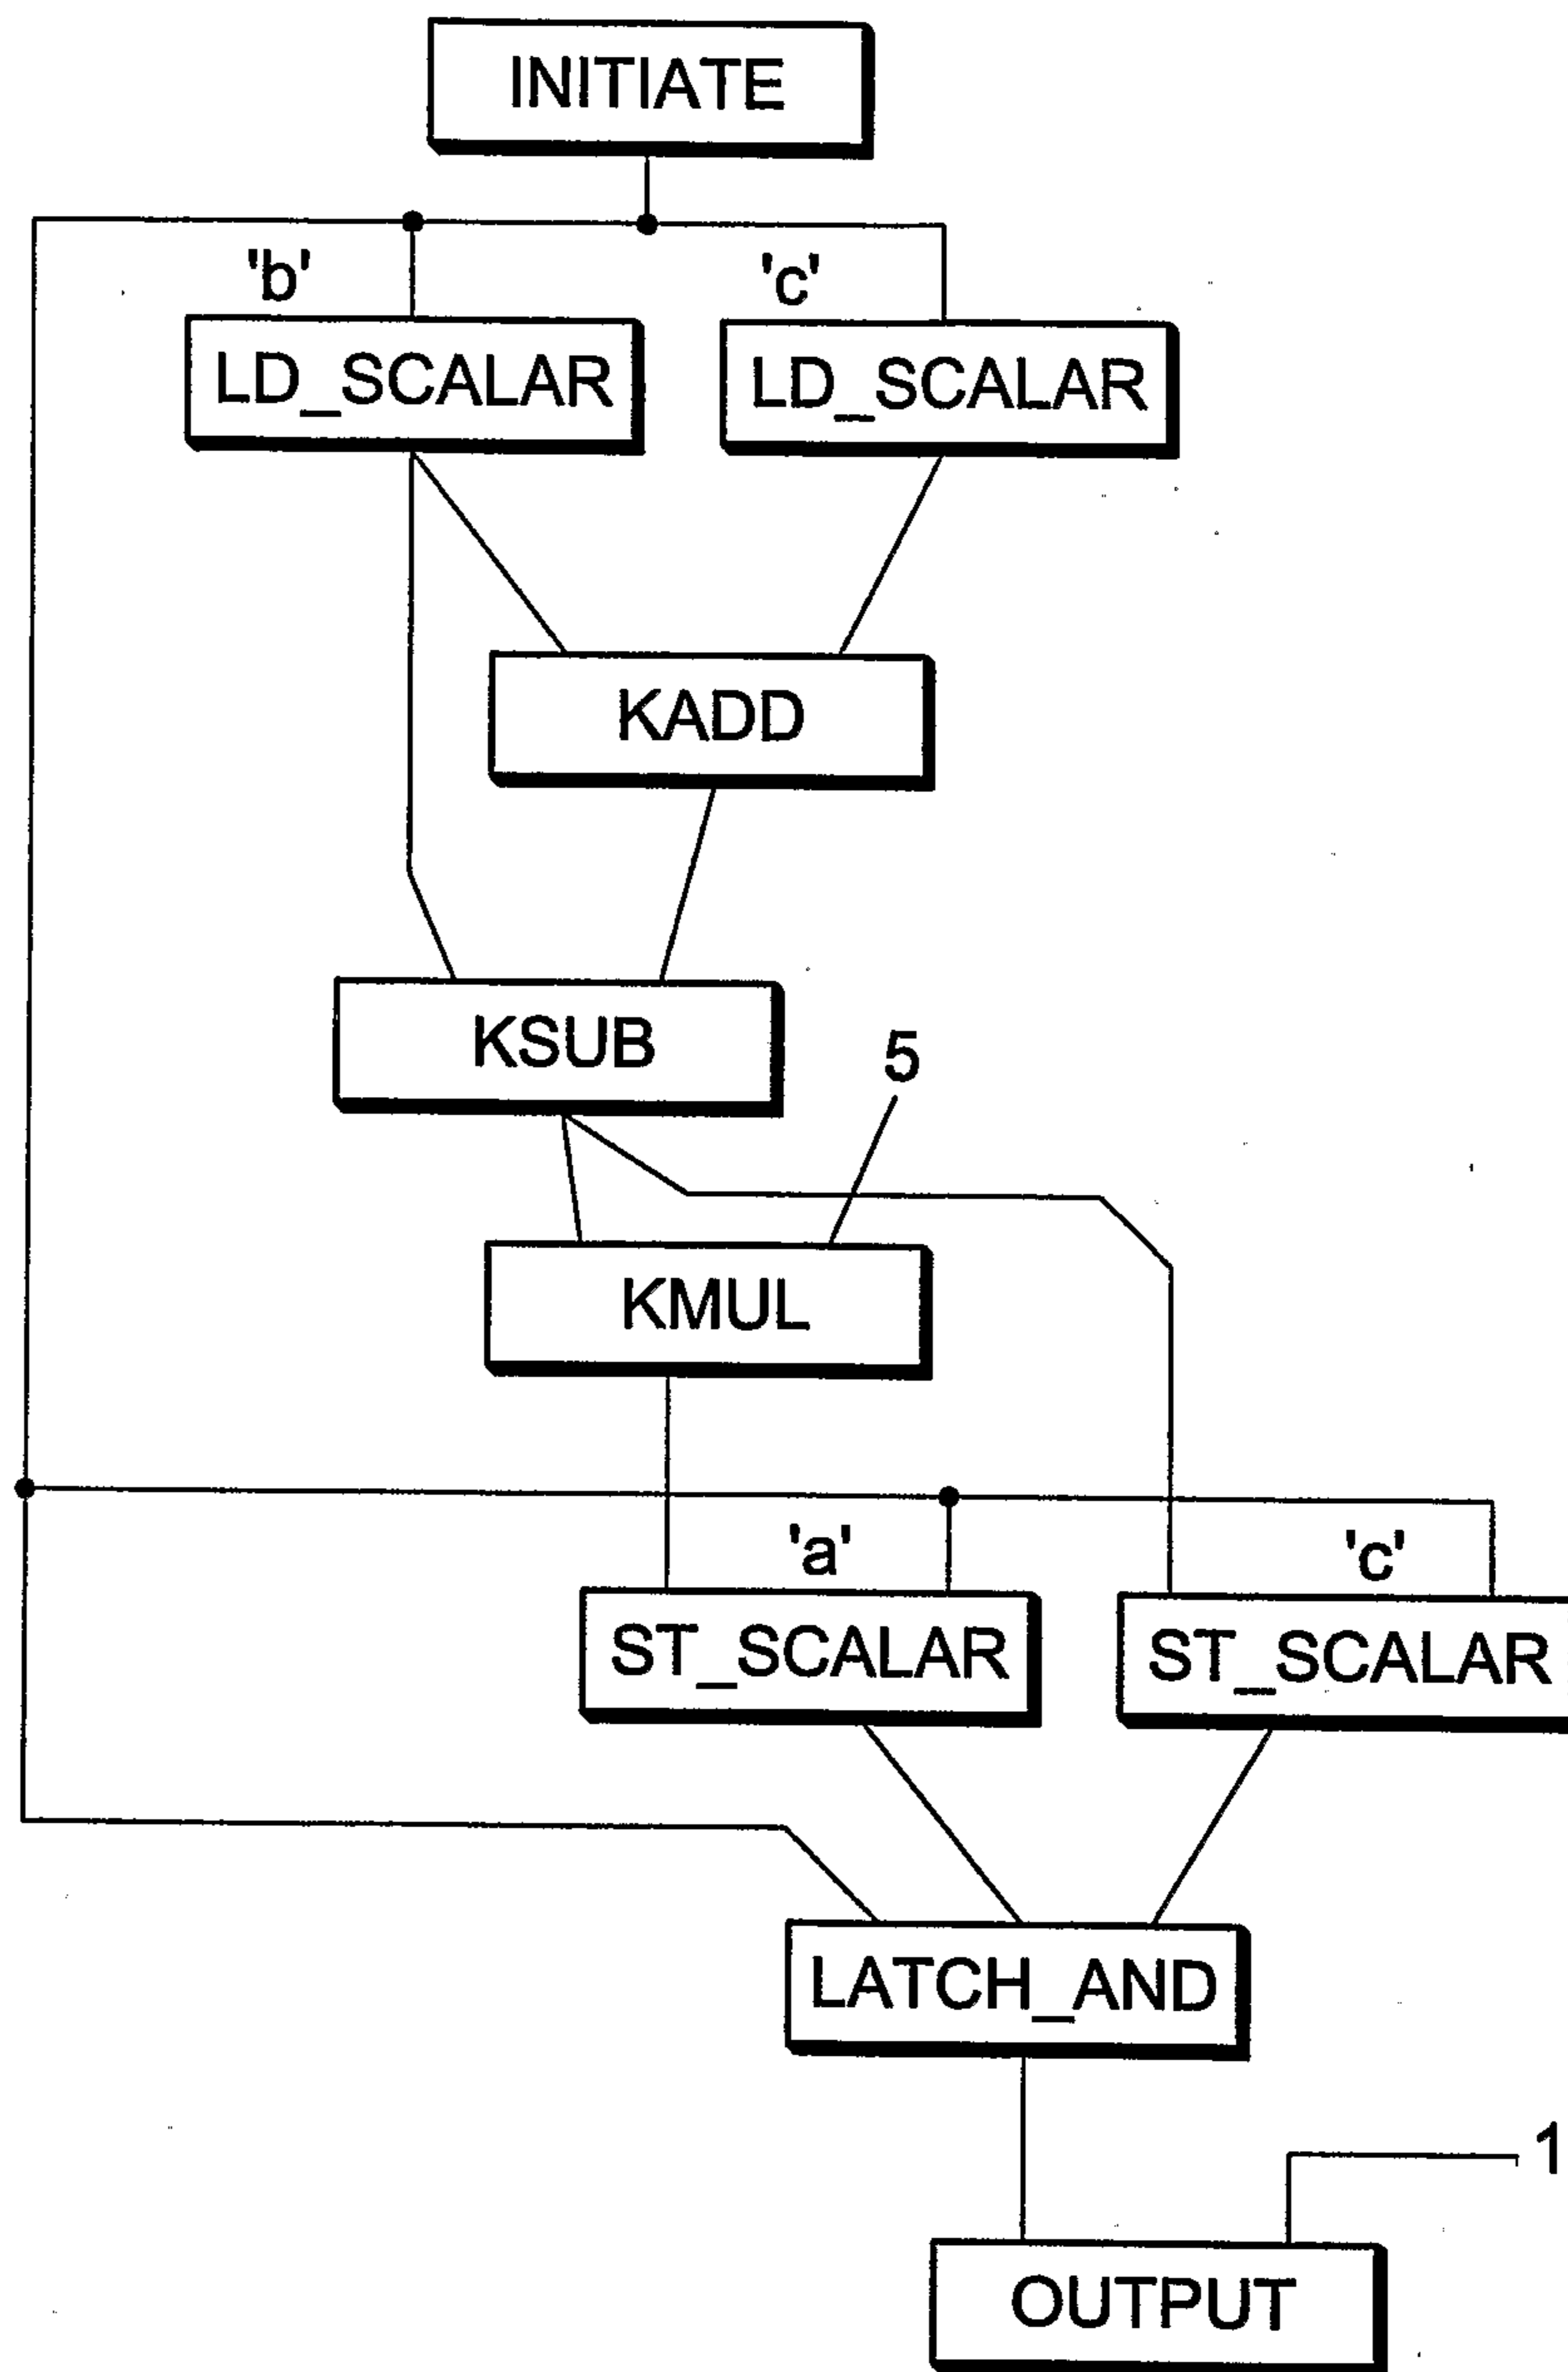 INITIATE
'b'
'c'
LD_SCALAR
LD_SCALAR
KADD
KSUB
5
KMUL
'a'
'c'
ST_SCALAR
ST_SCALAR
LATCH_AND
1
OUTPUT